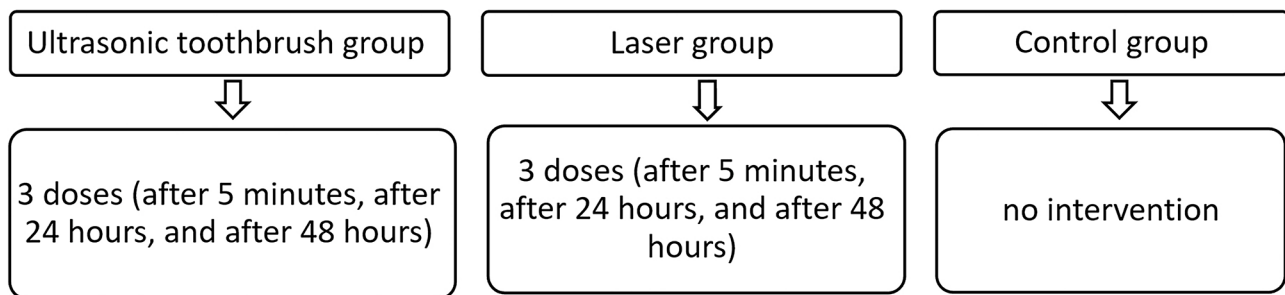 Ultrasonic toothbrush group
Laser group
Control group
3 doses (after 5 minutes, after
24 hours, and after 48 hours)
3 doses (after 5 minutes,
after 24 hours, and after 48
hours)
no intervention